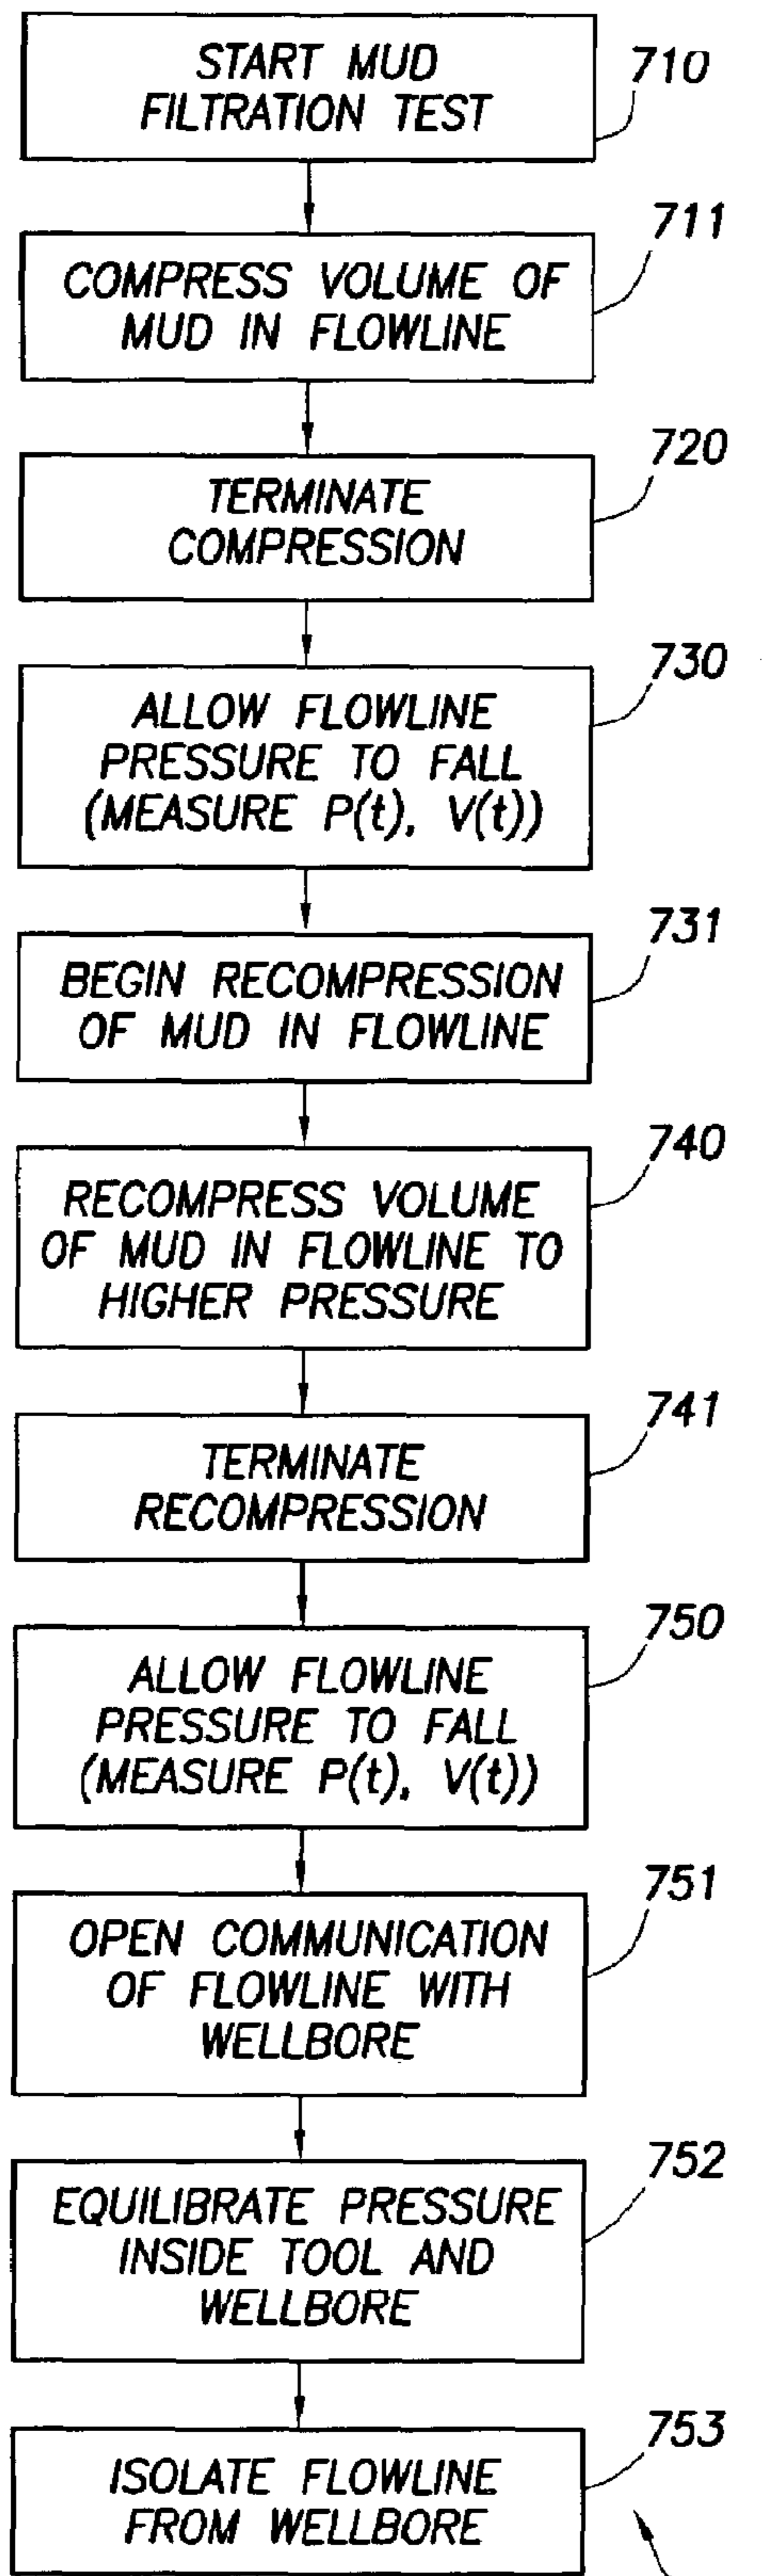 START MUD
FILTRATION TEST
710
COMPRESS VOLUME OF
MUD IN FLOWLINE
711
TERMINATE
COMPRESSION
720
ALLOW FLOWLINE
PRESSURE TO FALL
(MEASURE P(t), V(t))
730
BEGIN RECOMPRESSION
OF MUD IN FLOWLINE
731
RECOMPRESS VOLUME
OF MUD IN FLOWLINE TO
HIGHER PRESSURE
740
TERMINATE
RECOMPRESSION
741
ALLOW FLOWLINE
PRESSURE TO FALL
(MEASURE P(t), V(t))
750
OPEN COMMUNICATION
OF FLOWLINE WITH
WELLBORE
751
EQUILIBRATE PRESSURE
INSIDE TOOL AND
WELLBORE
752
ISOLATE FLOWLINE
FROM WELLBORE
753